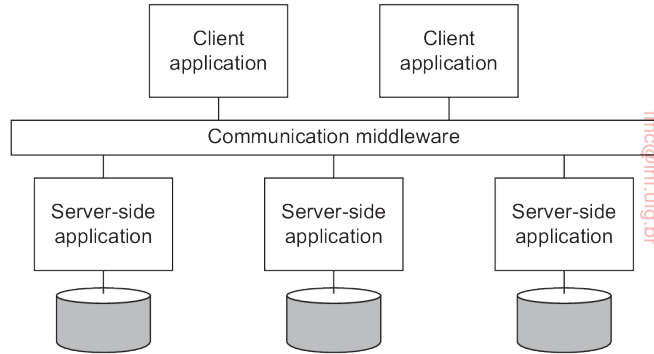 Client
application
Client
application
Communication middleware
Server-side
application
Server-side
application
Server-side
application